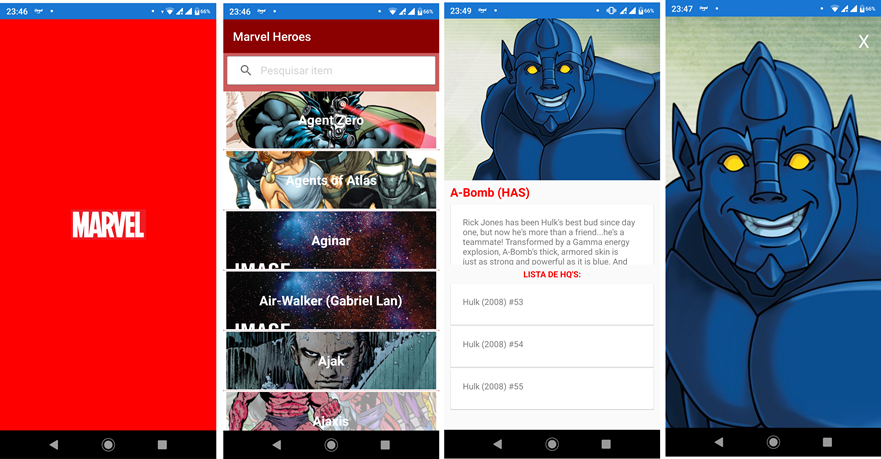 23:46
66%
MARVEL
23:46
66%
Marvel Heroes
Pesquisar item
Agent Zero
Agents of Atlas
Aginar
IMAGE
Air-Walker (Gabriel Lan)
IMAGE
Ajak
Ajaxis
23:49
66%
A-Bomb (HAS)
Rick Jones has been Hulk's best bud since day
one, but now he's more than a friend...he's a
teammate! Transformed by a Gamma energy
explosion, A-Bomb's thick, armored skin is
just as strong and powerful as it is blue. And
LISTA DE HQ'S:
Hulk (2008) #53
Hulk (2008) #54
Hulk (2008) #55
23:47
66%
X